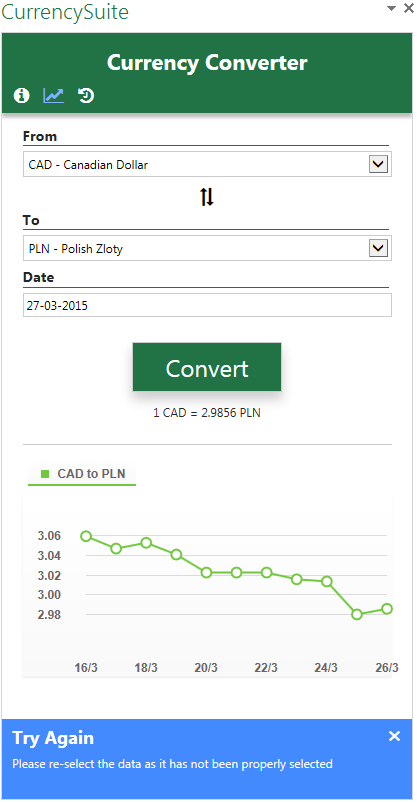 CurrencySuite
Currency Converter
From
CAD - Canadian Dollar
To
PLN - Polish Zloty
Date
27-03-2015
Convert
1 CAD = 2.9856 PLN
CAD to PLN
3.06
3.04
3.02
3.00
2.98
16/3 18/3 20/3 22/3 24/3 26/3
Try Again
Please re-select the data as it has not been properly selected